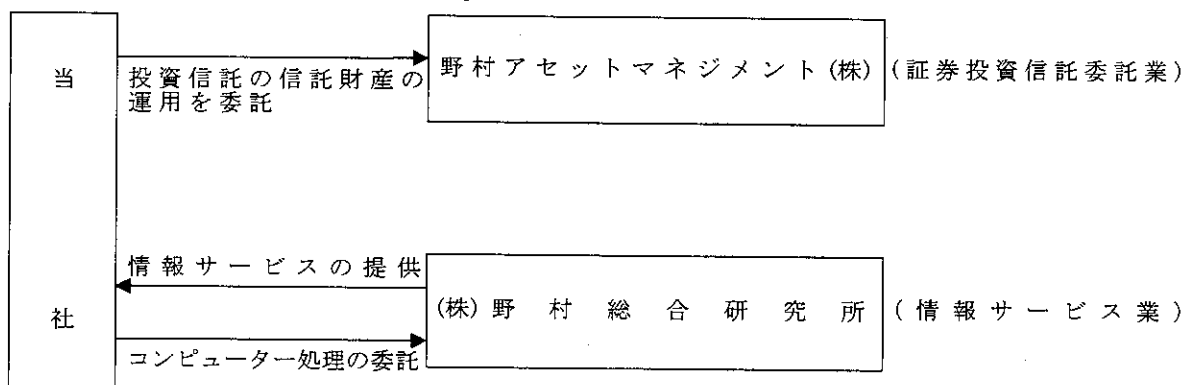 当社
投資信託の信託財産の
運用を委託
野村アセットマネジメント(株)
(証券投資信託委託業)
情報サービスの提供
(株)野村総合研究所
(情報サービス業)
コンピューター処理の委託